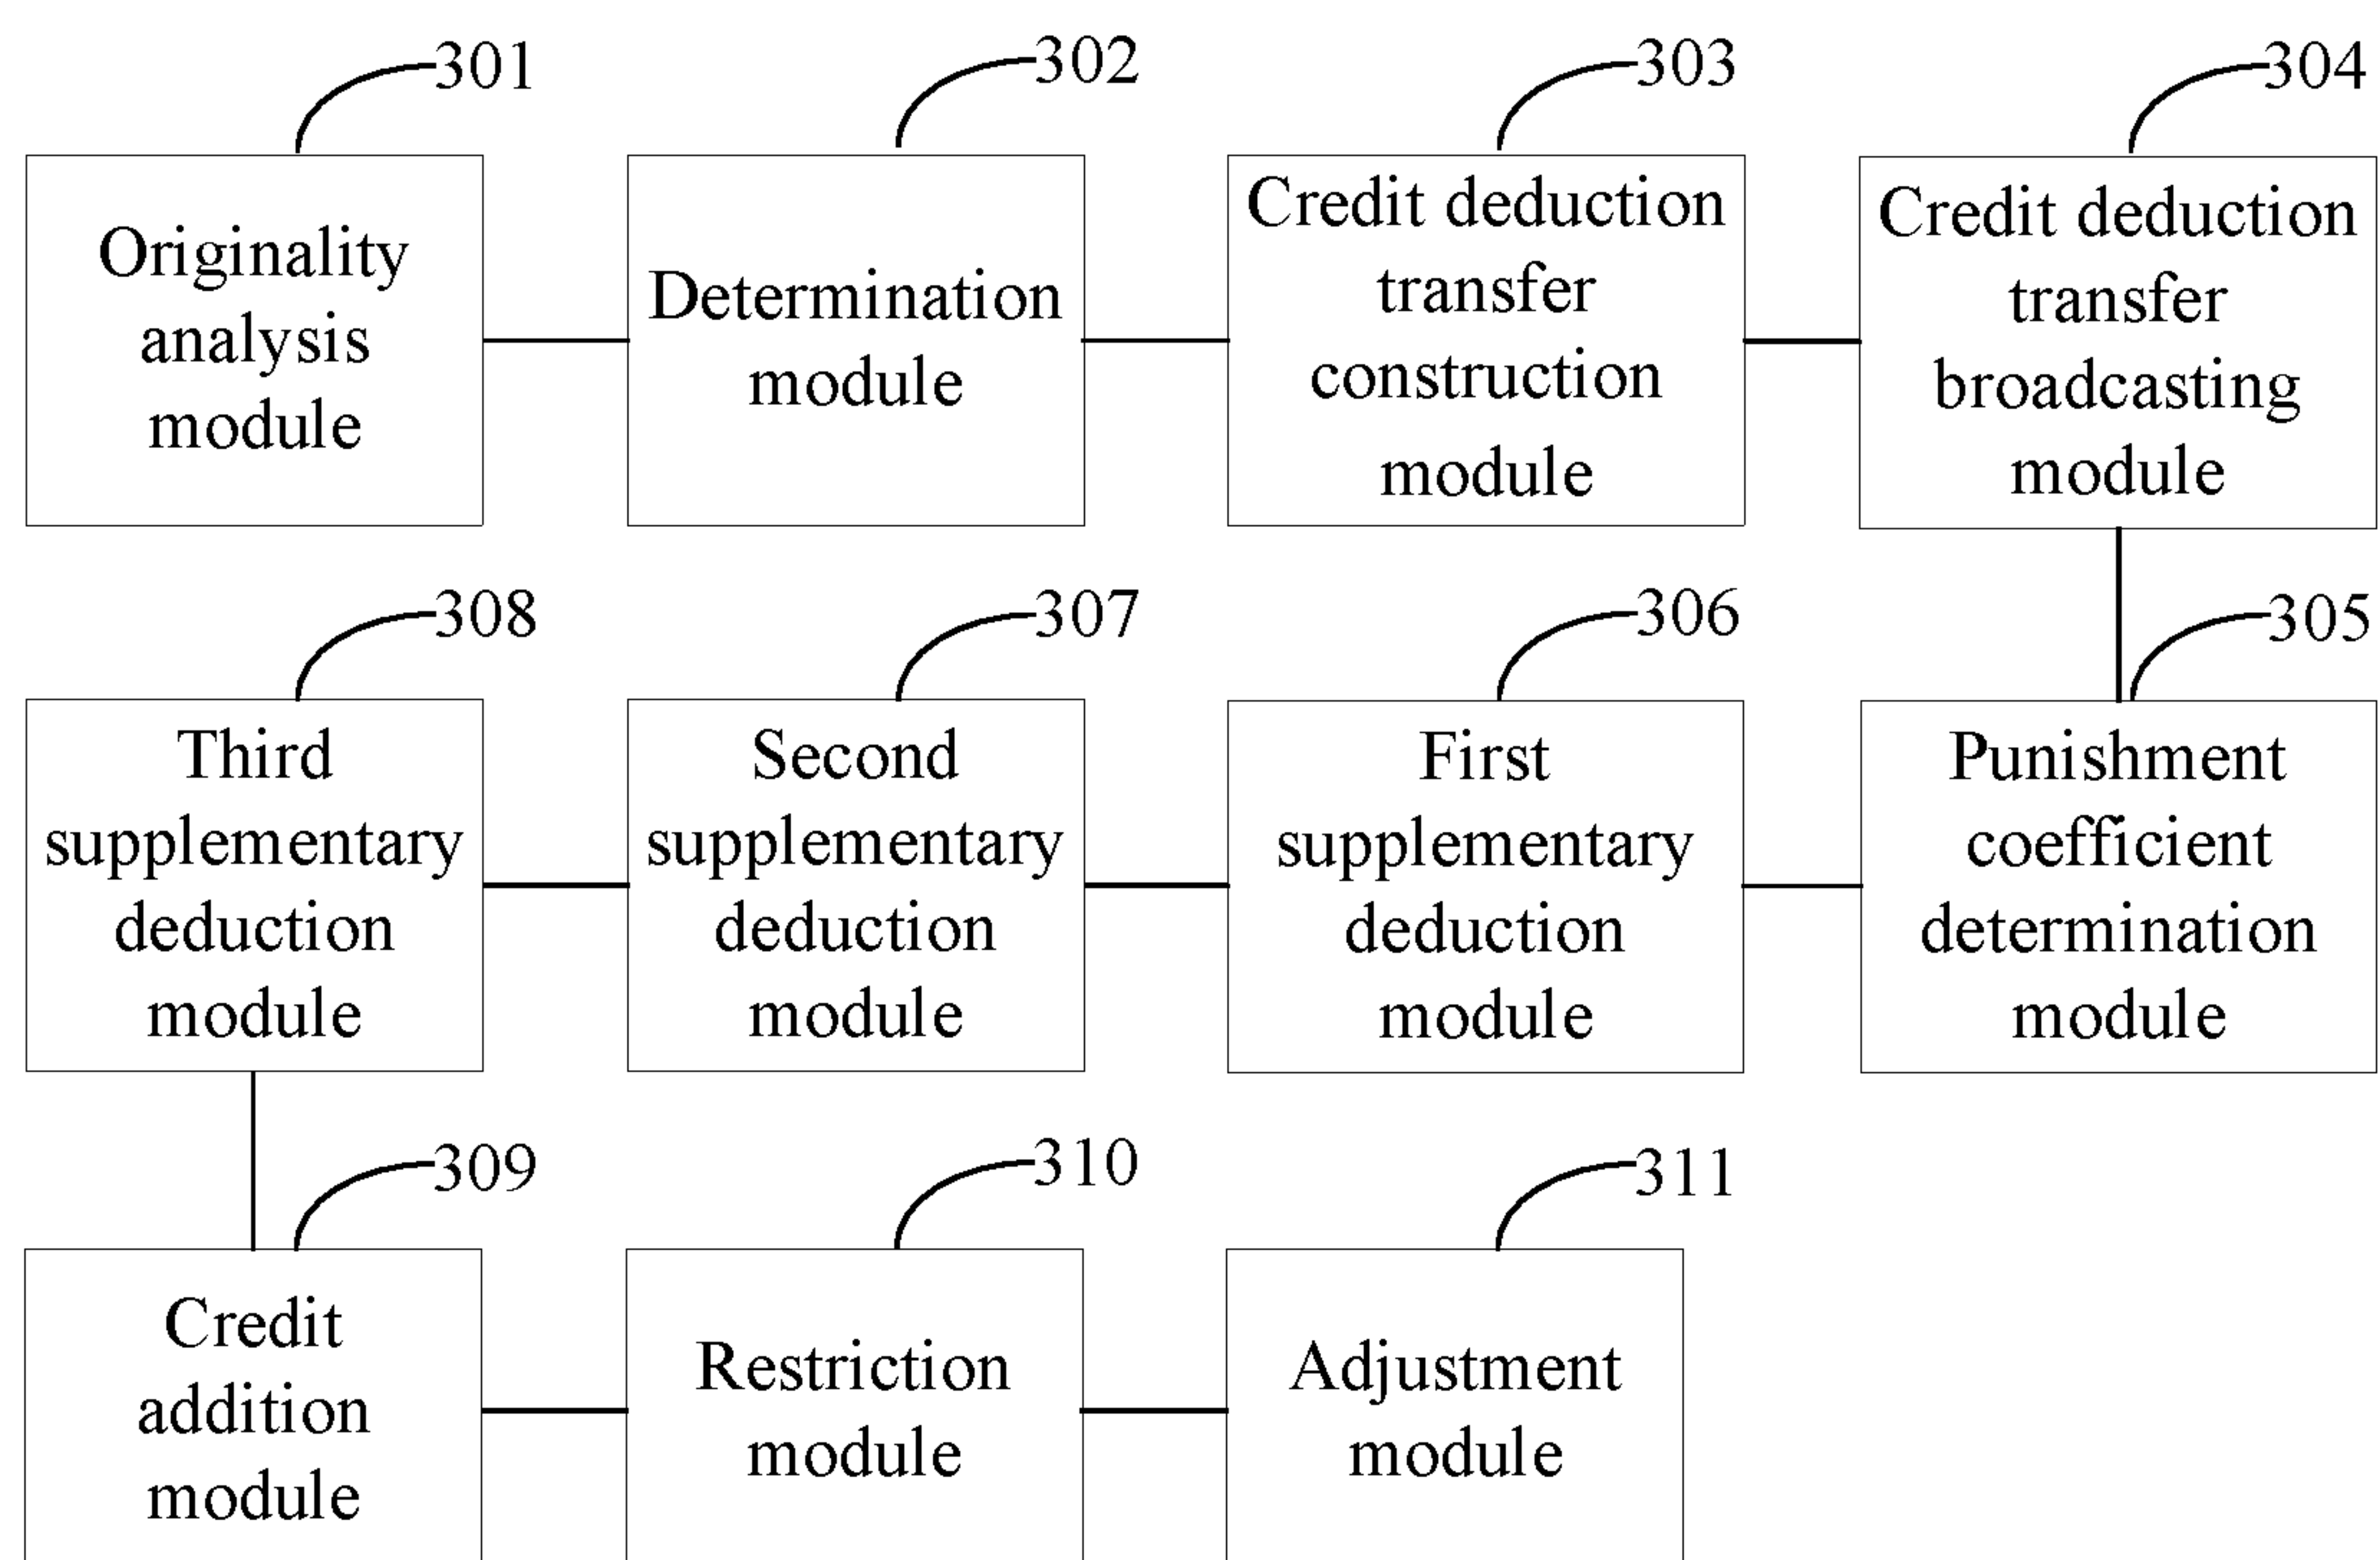 301
302
303
304
Originality
analysis
module
Determination
module
Credit deduction
transfer
construction
module
Credit deduction
transfer
broadcasting
module
308
307
306
305
Third
supplementary
deduction
module
Second
supplementary
deduction
module
First
supplementary
deduction
module
Punishment
coefficient
determination
module
309
310
311
Credit
addition
module
Restriction
module
Adjustment
module